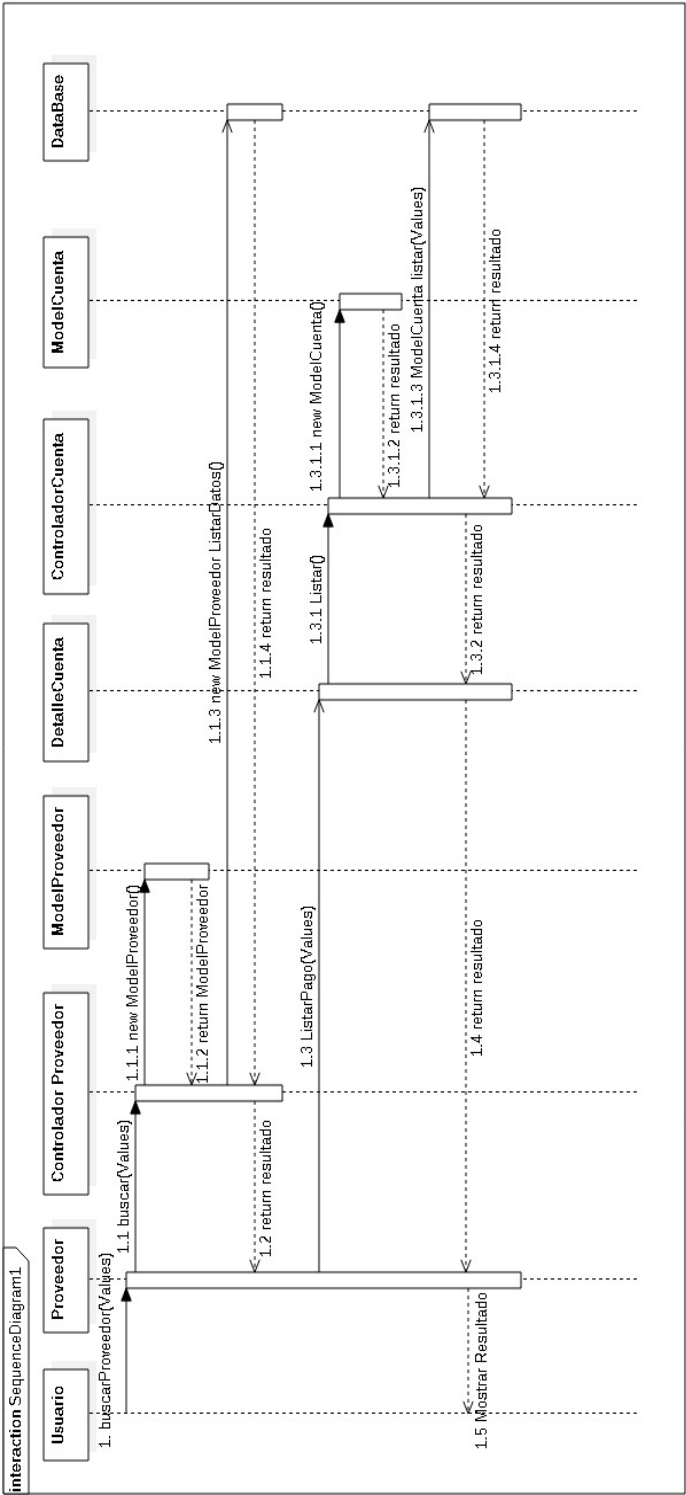 interaction SequenceDiagram1
Usuario
Proveedor
Controlador Proveedor
ModelProveedor
DetalleCuenta
ControladorCuenta
ModelCuenta
DataBase
1. buscarProveedor(Values)
1.1 buscar(Values)
1.1.1 new ModelProveedor()
1.1.2 return ModelProveedor
1.1.3 new ModelProveedor ListarDatos()
1.1.4 return resultado
1.2 return resultado
1.3 ListarPago(Values)
1.3.1 Listar()
1.3.1.1 new ModelCuenta()
1.3.1.2 return resultado
1.3.1.3 ModelCuenta listar(Values)
1.3.1.4 return resultado
1.3.2 return resultado
1.4 return resultado
1.5 Mostrar Resultado